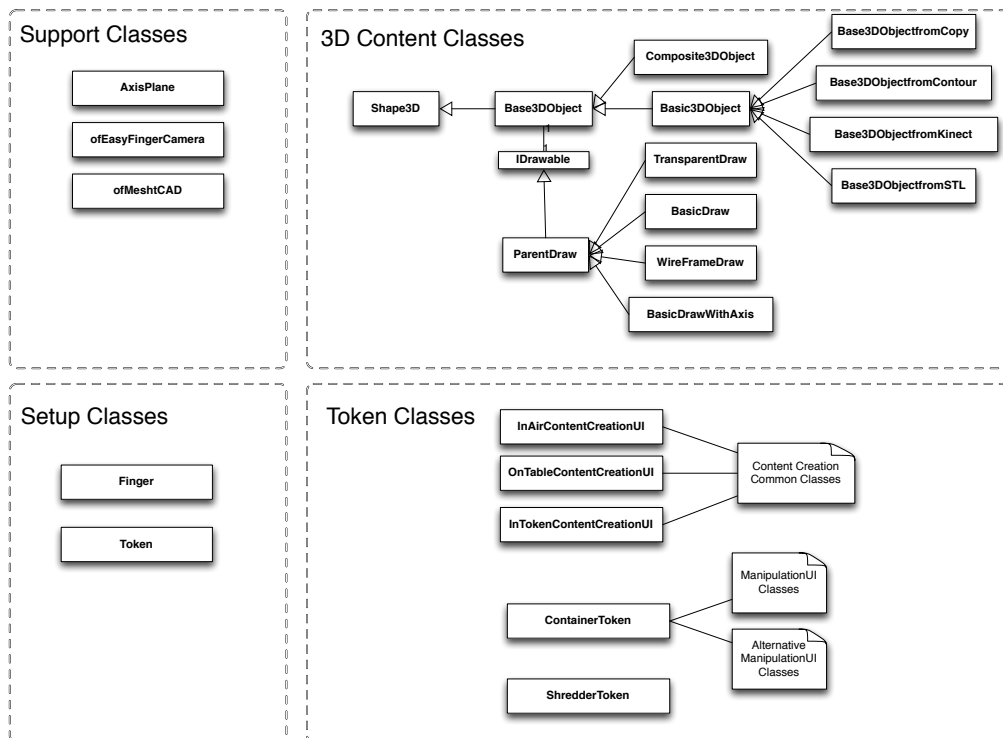 Support Classes
AxisPlane
ofEasyFingerCamera
ofMeshtCAD
3D Content Classes
Base3DObjectfromCopy
Composite3DObject
Base3DObjectfromContour
Shape3D
Base3DObject
Basic3DObject
1
Base3DObjectfromKinect
1
IDrawable
TransparentDraw
Base3DObjectfromSTL
BasicDraw
ParentDraw
WireFrameDraw
BasicDrawWithAxis
Setup Classes
Finger
Token
Token Classes
InAirContentCreationUI
OnTableContentCreationUI
Content Creation
Common Classes
InTokenContentCreationUI
ManipulationUI
Classes
ContainerToken
Alternative
ManipulationUI
Classes
ShredderToken